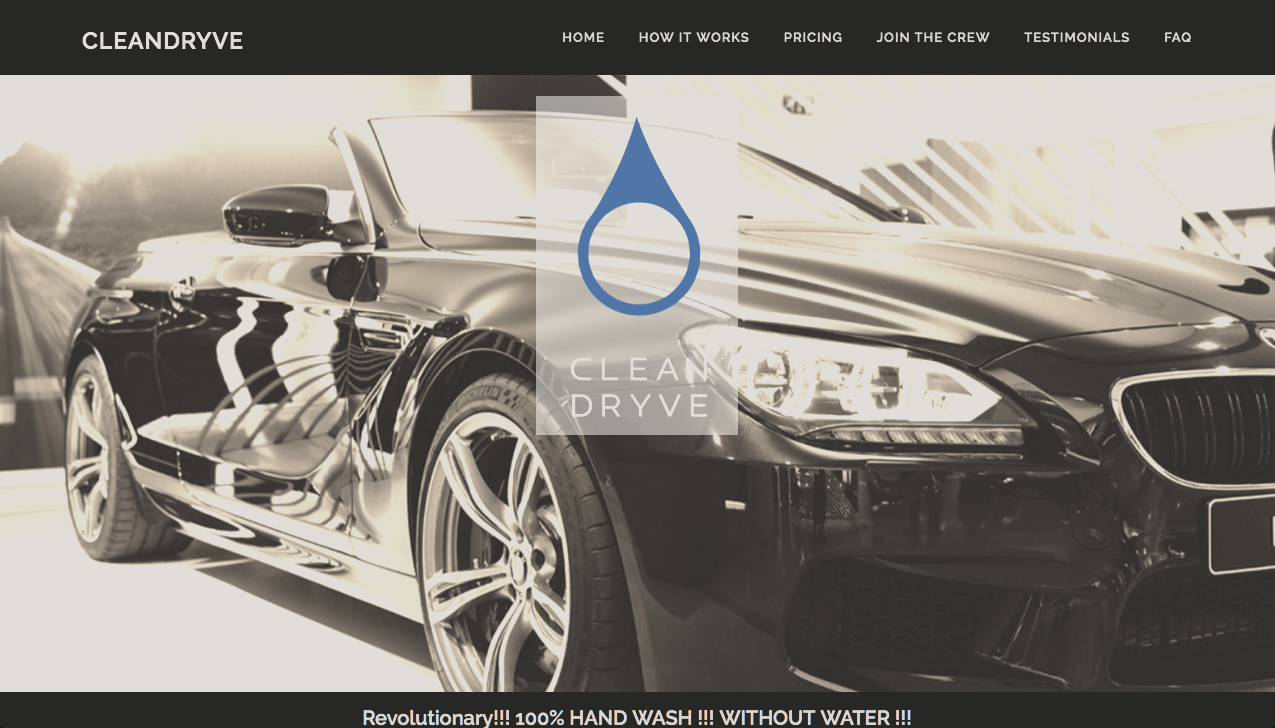 CLEANDRYVE
HOME HOW IT WORKS PRICING JOIN THE CREW TESTIMONIALS FAQ
CLEAN
DRYVE
MICHELIN
Revolutionary!!! 100% HAND WASH !!! WITHOUT WATER !!!